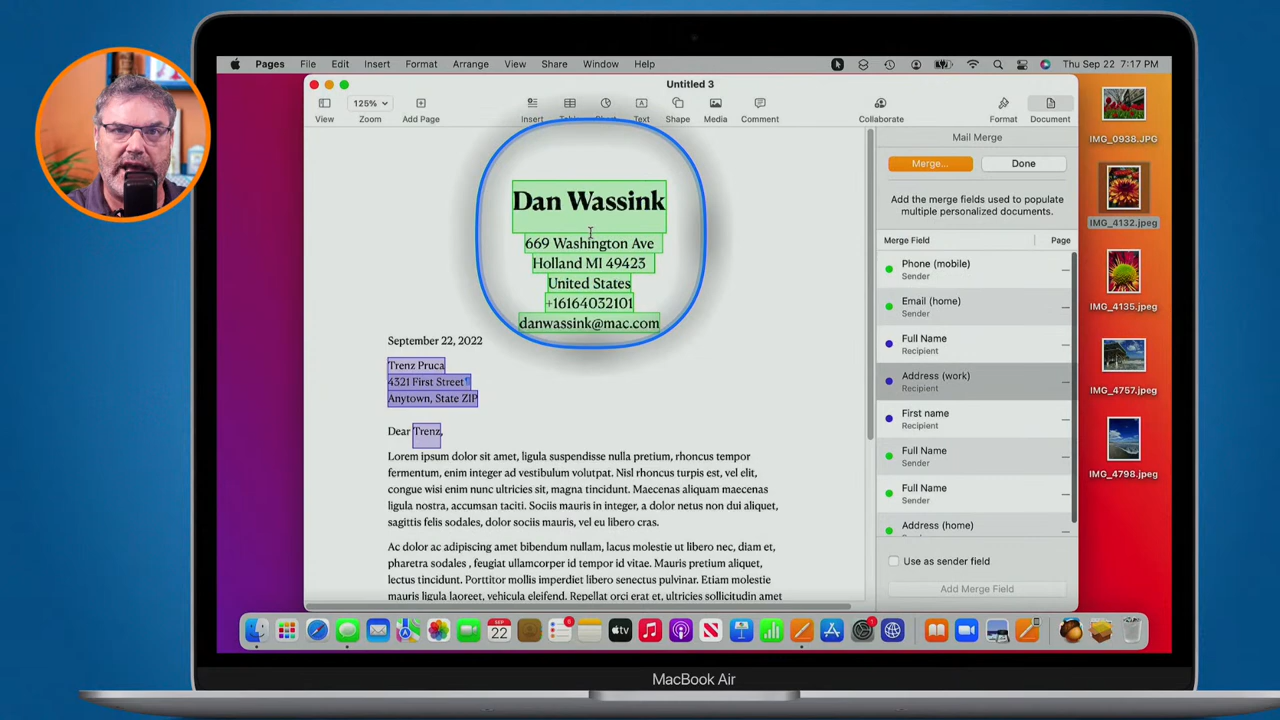 Pages File Edit Insert Format Arrange View Share Window Help Thu Sep 22 7:17 PM
Untitled 3
125%
View Zoom Add Page Insert Table Chart Text Shape Media Comment Collaborate Format Document
Mail Merge
Merge... Done
Add the merge fields used to populate
multiple personalized documents.
Merge Field Page
Phone (mobile)
Sender
Email (home)
Sender
Full Name
Recipient
Address (work)
Recipient
First name
Recipient
Full Name
Sender
Full Name
Sender
Address (home)
Use as sender field
Add Merge Field
Dan Wassink
669 Washington Ave
Holland MI 49423
United States
+16164032101
danwassink@mac.com
September 22, 2022
Trenz Pruca
4321 First Street
Anytown, State ZIP
Dear Trenz,
Lorem ipsum dolor sit amet, ligula suspendisse nulla pretium, rhoncus tempor
fermentum, enim integer ad vestibulum volutpat. Nisl rhoncus turpis est, vel elit,
congue wisi enim nunc ultricies sit, magna tincidunt. Maecenas aliquam maecenas
ligula nostra, accumsan taciti. Sociis mauris in integer, a dolor netus non dui aliquet,
sagittis felis sodales, dolor sociis mauris, vel eu libero cras.
Ac dolor ac adipiscing amet bibendum nullam, lacus molestie ut libero nec, diam et,
pharetra sodales , feugiat ullamcorper id tempor id vitae. Mauris pretium aliquet,
lectus tincidunt. Porttitor mollis imperdiet libero senectus pulvinar. Etiam molestie
mauris ligula laoreet, vehicula eleifend. Repellat orci erat et, ultricies sollicitudin amet
IMG_0938.JPG
IMG_4132.jpeg
IMG_4135.jpeg
IMG_4757.jpeg
IMG_4798.jpeg
SEP
22
tv
MacBook Air